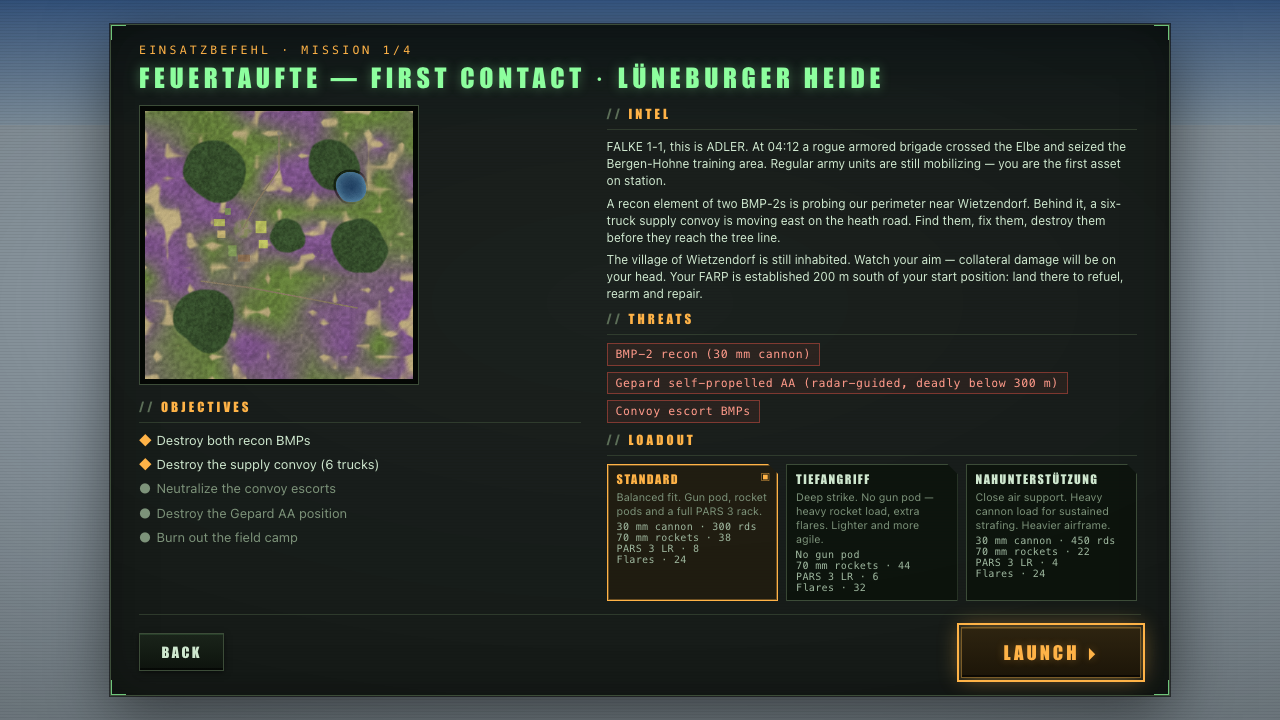 EINSATZBEFEHL · MISSION 1/4
FEUERTAUFTE — FIRST CONTACT · LÜNEBURGER HEIDE
// OBJECTIVES
Destroy both recon BMPs
Destroy the supply convoy (6 trucks)
Neutralize the convoy escorts
Destroy the Gepard AA position
Burn out the field camp
// INTEL
FALKE 1-1, this is ADLER. At 04:12 a rogue armored brigade crossed the Elbe and seized the
Bergen-Hohne training area. Regular army units are still mobilizing — you are the first asset
on station.
A recon element of two BMP-2s is probing our perimeter near Wietzendorf. Behind it, a six-
truck supply convoy is moving east on the heath road. Find them, fix them, destroy them
before they reach the tree line.
The village of Wietzendorf is still inhabited. Watch your aim — collateral damage will be on
your head. Your FARP is established 200 m south of your start position: land there to refuel,
rearm and repair.
// THREATS
BMP-2 recon (30 mm cannon)
Gepard self-propelled AA (radar-guided, deadly below 300 m)
Convoy escort BMPs
// LOADOUT
STANDARD
Balanced fit. Gun pod, rocket
pods and a full PARS 3 rack.
30 mm cannon · 300 rds
70 mm rockets · 38
PARS 3 LR · 8
Flares · 24
TIEFANGRIFF
Deep strike. No gun pod —
heavy rocket load, extra
flares. Lighter and more
agile.
No gun pod
70 mm rockets · 44
PARS 3 LR · 6
Flares · 32
NAHUNTERSTÜTZUNG
Close air support. Heavy
cannon load for sustained
strafing. Heavier airframe.
30 mm cannon · 450 rds
70 mm rockets · 22
PARS 3 LR · 4
Flares · 24
BACK
LAUNCH